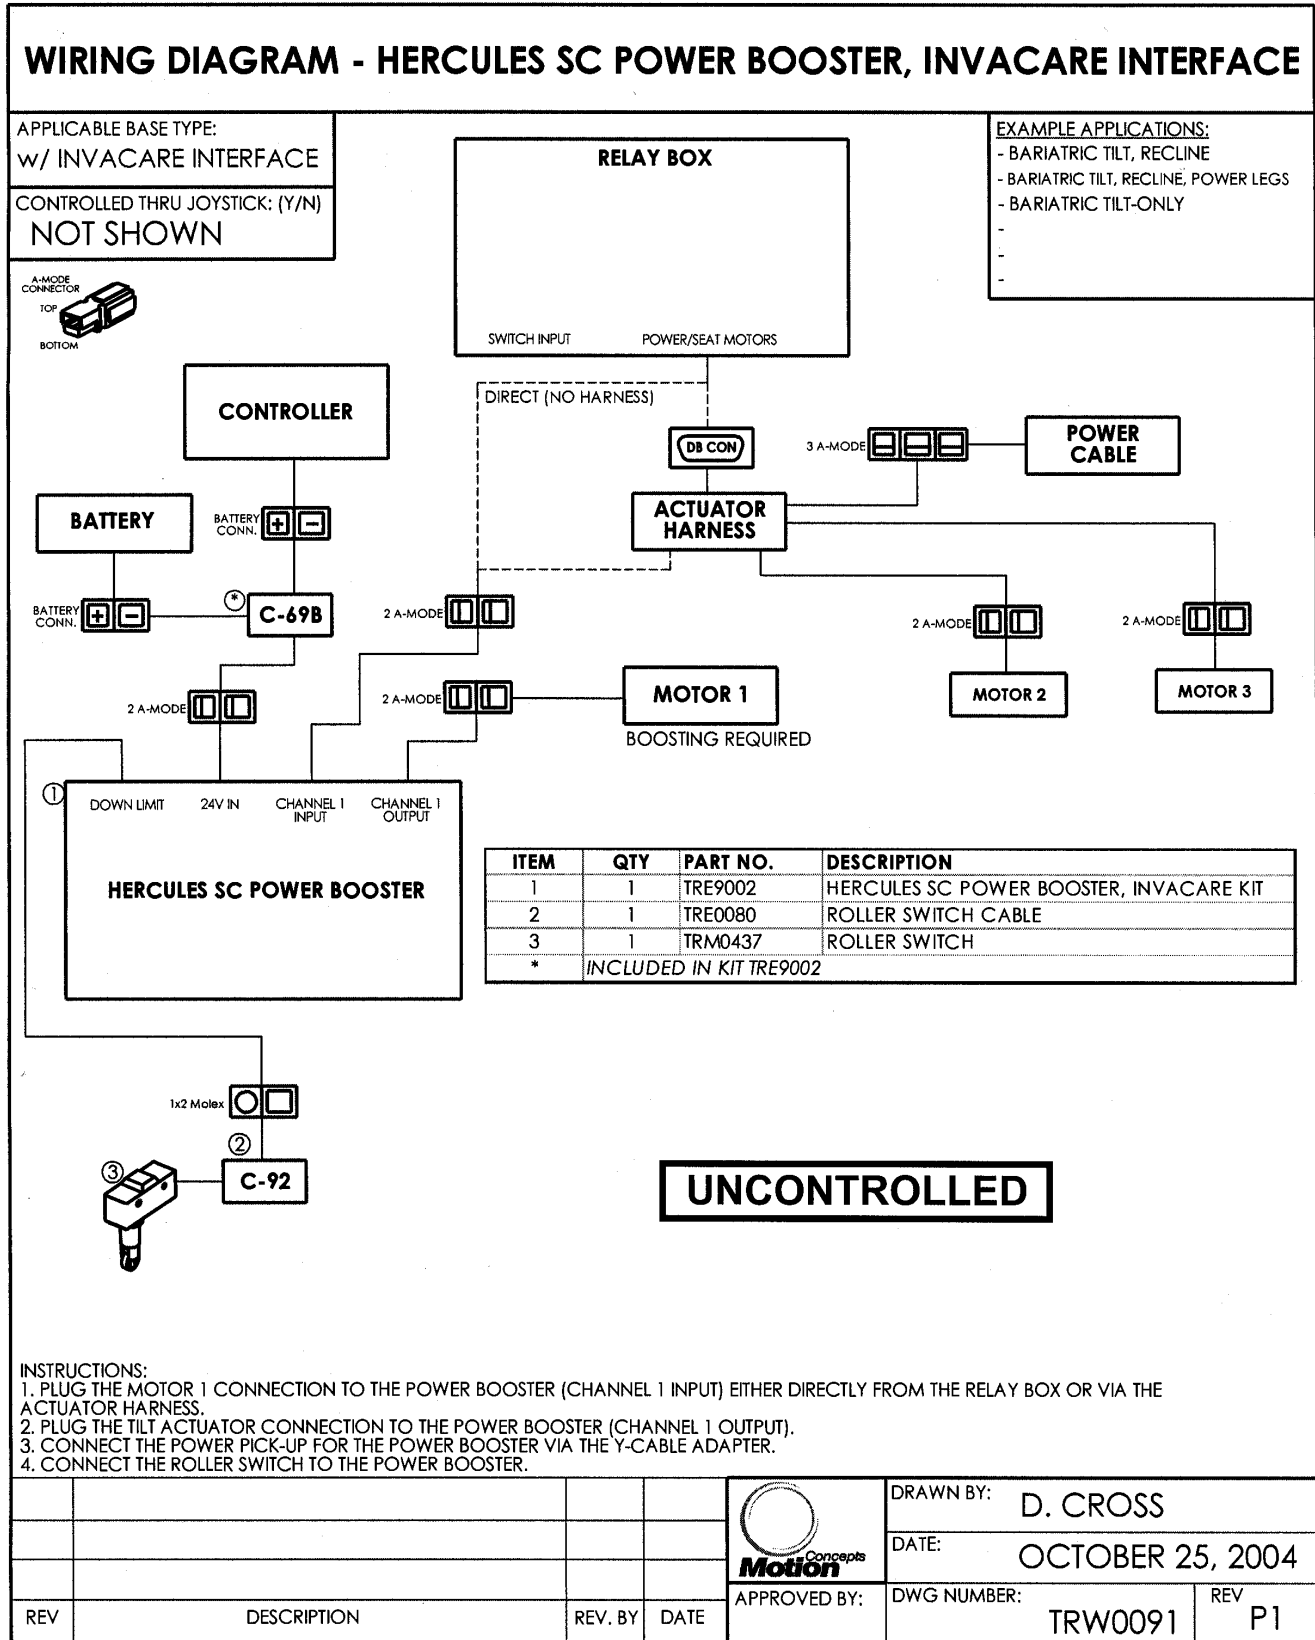 WIRING DIAGRAM - HERCULES SC POWER BOOSTER, INVACARE INTERFACE
APPLICABLE BASE TYPE:
w/ INVACARE INTERFACE
CONTROLLED THRU JOYSTICK: (Y/N)
NOT SHOWN
EXAMPLE APPLICATIONS:
- BARIATRIC TILT, RECLINE
- BARIATRIC TILT, RECLINE, POWER LEGS
- BARIATRIC TILT-ONLY
-
-
-
A-MODE
CONNECTOR
TOP
BOTTOM
RELAY BOX
SWITCH INPUT
POWER/SEAT MOTORS
DIRECT (NO HARNESS)
CONTROLLER
DB CON
3 A-MODE
POWER
CABLE
BATTERY
BATTERY
CONN.
+ -
ACTUATOR
HARNESS
BATTERY
CONN.
+ -
*
C-69B
2 A-MODE
2 A-MODE
2 A-MODE
2 A-MODE
2 A-MODE
MOTOR 1
BOOSTING REQUIRED
MOTOR 2
MOTOR 3
1
DOWN LIMIT
24V IN
CHANNEL 1
INPUT
CHANNEL 1
OUTPUT
HERCULES SC POWER BOOSTER
ITEM QTY PART NO. DESCRIPTION
1 1 TRE9002 HERCULES SC POWER BOOSTER, INVACARE KIT
2 1 TRE0080 ROLLER SWITCH CABLE
3 1 TRM0437 ROLLER SWITCH
* INCLUDED IN KIT TRE9002
1x2 Molex
2
3
C-92
UNCONTROLLED
INSTRUCTIONS:
1. PLUG THE MOTOR 1 CONNECTION TO THE POWER BOOSTER (CHANNEL 1 INPUT) EITHER DIRECTLY FROM THE RELAY BOX OR VIA THE
ACTUATOR HARNESS.
2. PLUG THE TILT ACTUATOR CONNECTION TO THE POWER BOOSTER (CHANNEL 1 OUTPUT).
3. CONNECT THE POWER PICK-UP FOR THE POWER BOOSTER VIA THE Y-CABLE ADAPTER.
4. CONNECT THE ROLLER SWITCH TO THE POWER BOOSTER.
Motion Concepts
DRAWN BY: D. CROSS
DATE: OCTOBER 25, 2004
APPROVED BY:
DWG NUMBER: TRW0091
REV P1
REV DESCRIPTION REV. BY DATE